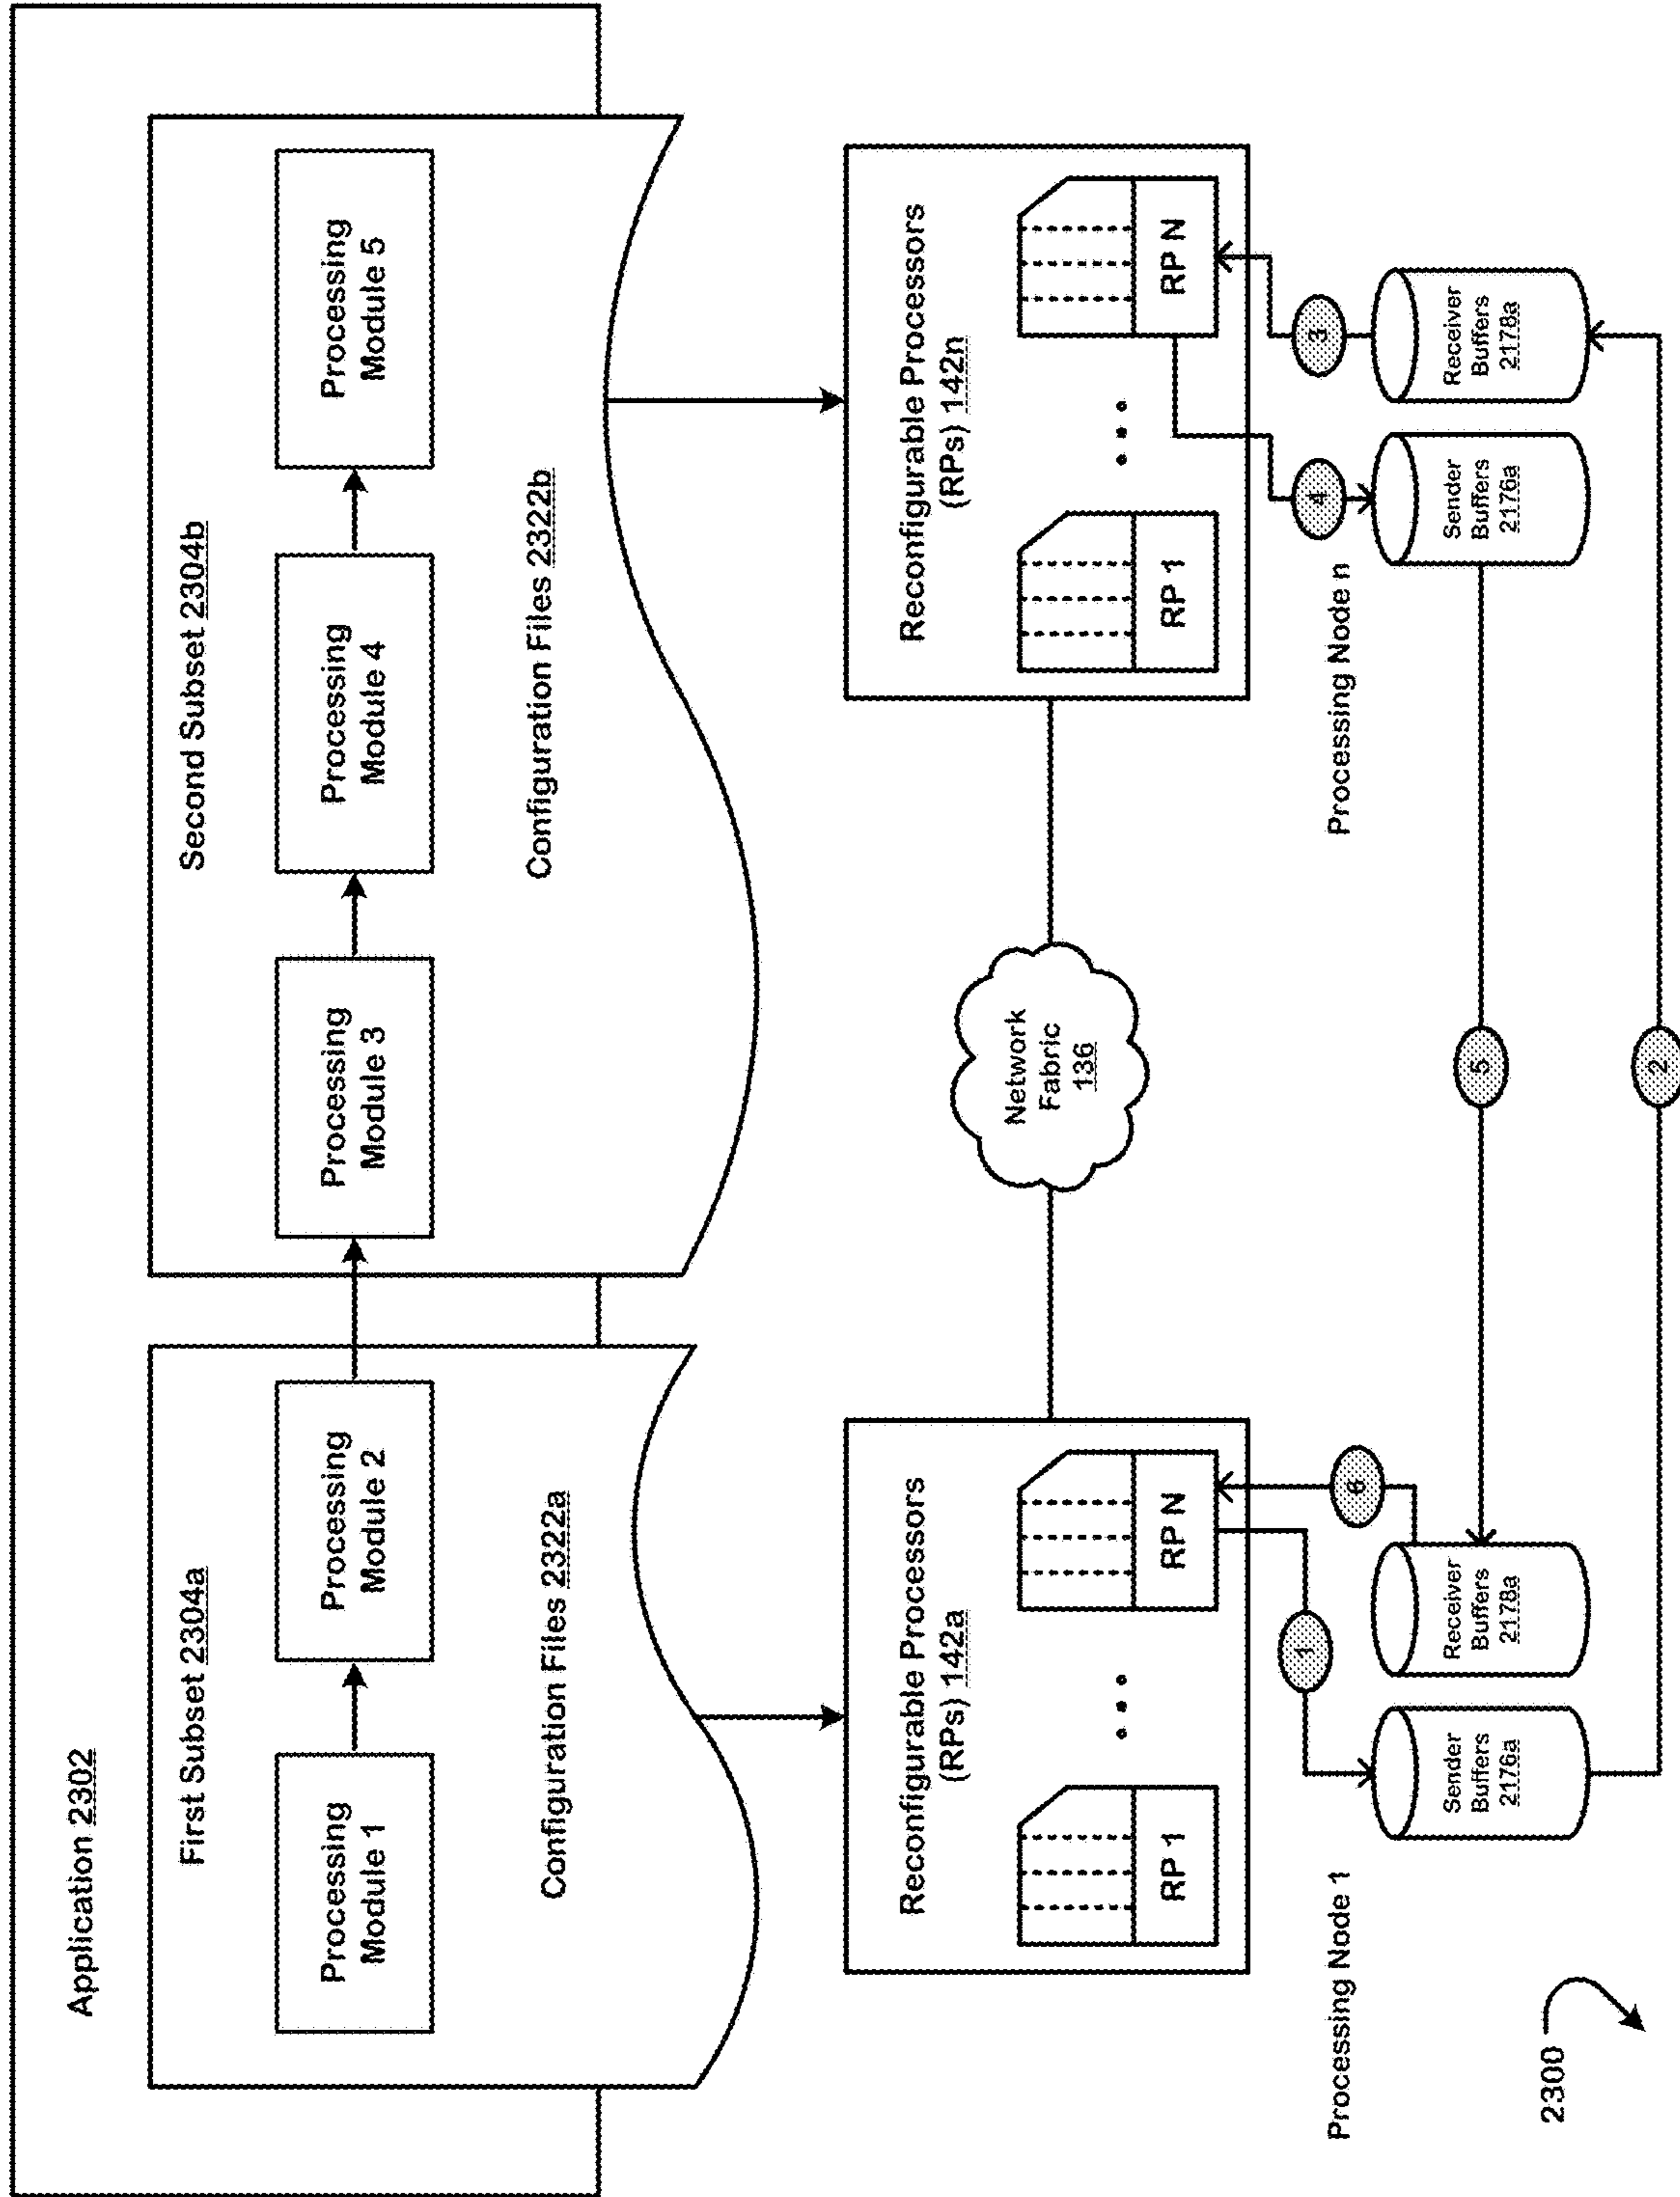 Application 2302
First Subset 2304a
Processing
Module 1
Processing
Module 2
Configuration Files 2322a
Second Subset 2304b
Processing
Module 3
Processing
Module 4
Processing
Module 5
Configuration Files 2322b
Reconfigurable Processors
(RPs) 142a
RP 1
RP N
Network
Fabric
136
Reconfigurable Processors
(RPs) 142n
RP 1
RP N
Processing Node 1
1
6
Sender
Buffers
2176a
Receiver
Buffers
2178a
Processing Node n
4
3
Sender
Buffers
2176a
Receiver
Buffers
2178a
5
2
2300